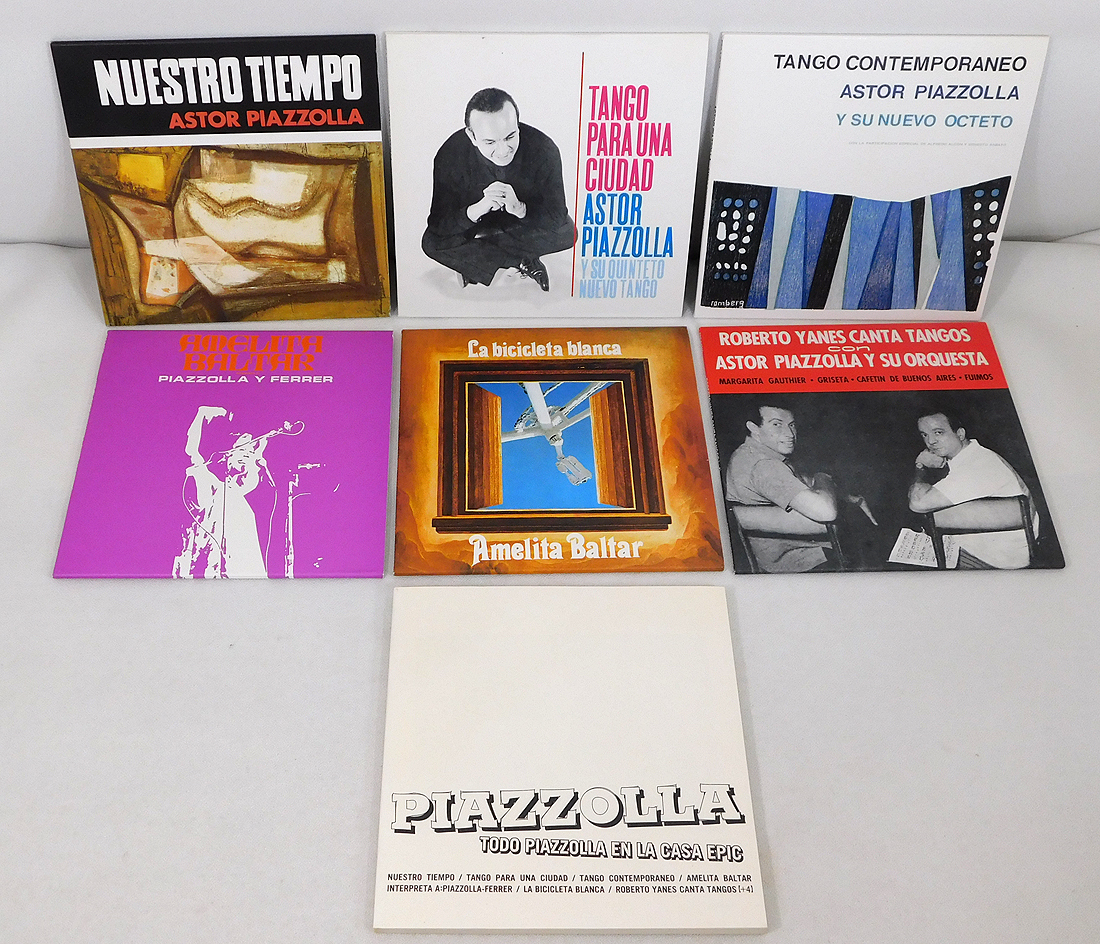 NUESTRO TIEMPO
ASTOR PIAZZOLLA
TANGO
PARA UNA
CIUDAD
ASTOR
PIAZZOLLA
Y SU QUINTETO
NUEVO TANGO
TANGO CONTEMPORANEO
ASTOR PIAZZOLLA
Y SU NUEVO OCTETO
romberg
AMELITA
BALTAR
PIAZZOLLA Y FERRER
La bicicleta blanca
Amelita Baltar
ROBERTO YANES CANTA TANGOS
con
ASTOR PIAZZOLLA Y SU ORQUESTA
MARGARITA GAUTHIER · GRISETA · CAFETIN DE BUENOS AIRES · FUIMOS
PIAZZOLLA
TODO PIAZZOLLA EN LA CASA EPIC
NUESTRO TIEMPO / TANGO PARA UNA CIUDAD / TANGO CONTEMPORANEO / AMELITA BALTAR
INTERPRETA A:PIAZZOLLA-FERRER / LA BICICLETA BLANCA / ROBERTO YANES CANTA TANGOS [+4]